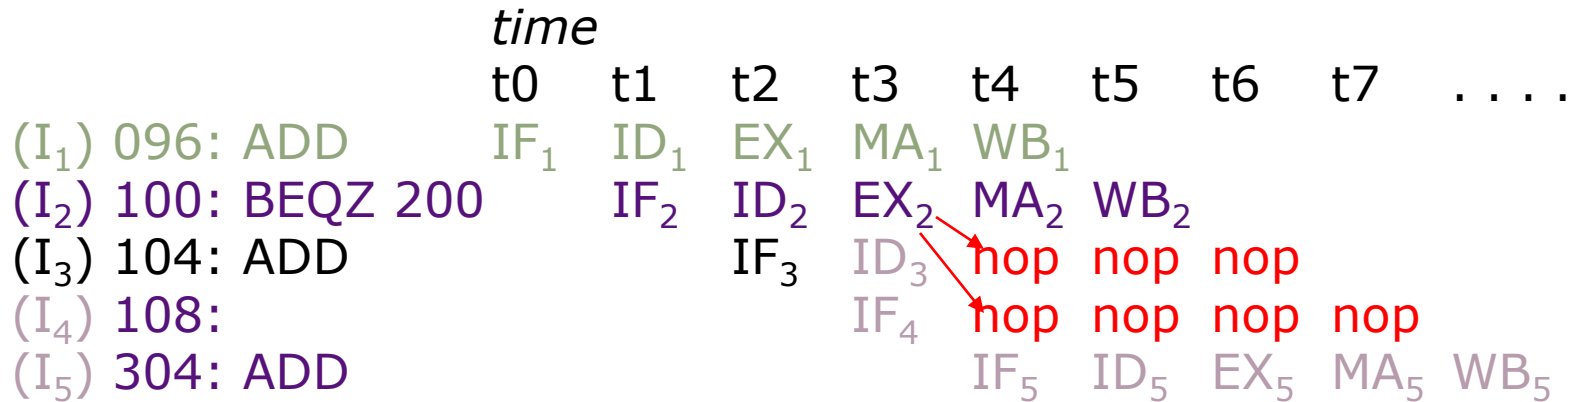 time
t0 t1 t2 t3 t4 t5 t6 t7 . . . .
(I₁) 096: ADD IF₁ ID₁ EX₁ MA₁ WB₁
(I₂) 100: BEQZ 200 IF₂ ID₂ EX₂ MA₂ WB₂
(I₃) 104: ADD IF₃ ID₃ nop nop nop
(I₄) 108: IF₄ nop nop nop nop
(I₅) 304: ADD IF₅ ID₅ EX₅ MA₅ WB₅